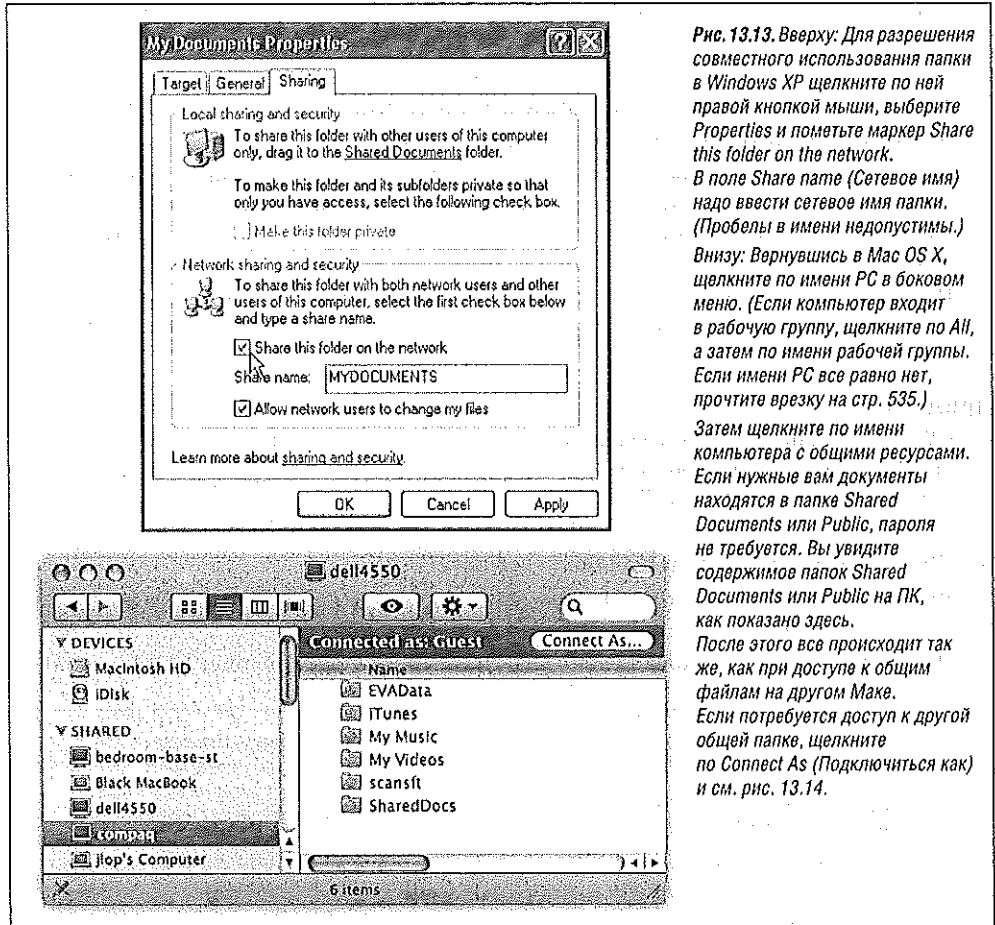 My Documents Properties
Target General Sharing
Local sharing and security
To share this folder with other users of this computer
only, drag it to the Shared Documents folder.
To make this folder and its subfolders private so that
only you have access, select the following check box.
Make this folder private
Network sharing and security
To share this folder with both network users and other
users of this computer, select the first check box below
and type a share name.
Share this folder on the network
Share name: MYDOCUMENTS
Allow network users to change my files
Learn more about sharing and security.
OK Cancel Apply
dell4550
DEVICES
Macintosh HD
iDisk
SHARED
bedroom-base-st
Black MacBook
dell4550
compaq
jlop's Computer
Connected as: Guest Connect As...
Name
EVAData
iTunes
My Music
My Videos
scansft
SharedDocs
6 items
Рис. 13.13. Вверху: Для разрешения
совместного использования папки
в Windows XP щелкните по ней
правой кнопкой мыши, выберите
Properties и пометьте маркер Share
this folder on the network.
В поле Share name (Сетевое имя)
надо ввести сетевое имя папки.
(Пробелы в имени недопустимы.)
Внизу: Вернувшись в Mac OS X,
щелкните по имени PC в боковом
меню. (Если компьютер входит
в рабочую группу, щелкните по All,
а затем по имени рабочей группы.
Если имени PC все равно нет,
прочтите врезку на стр. 535.)
Затем щелкните по имени
компьютера с общими ресурсами.
Если нужные вам документы
находятся в папке Shared
Documents или Public, пароля
не требуется. Вы увидите
содержимое папок Shared
Documents или Public на ПК,
как показано здесь.
После этого все происходит так
же, как при доступе к общим
файлам на другом Маке.
Если потребуется доступ к другой
общей папке, щелкните
по Connect As (Подключиться как)
и см. рис. 13.14.